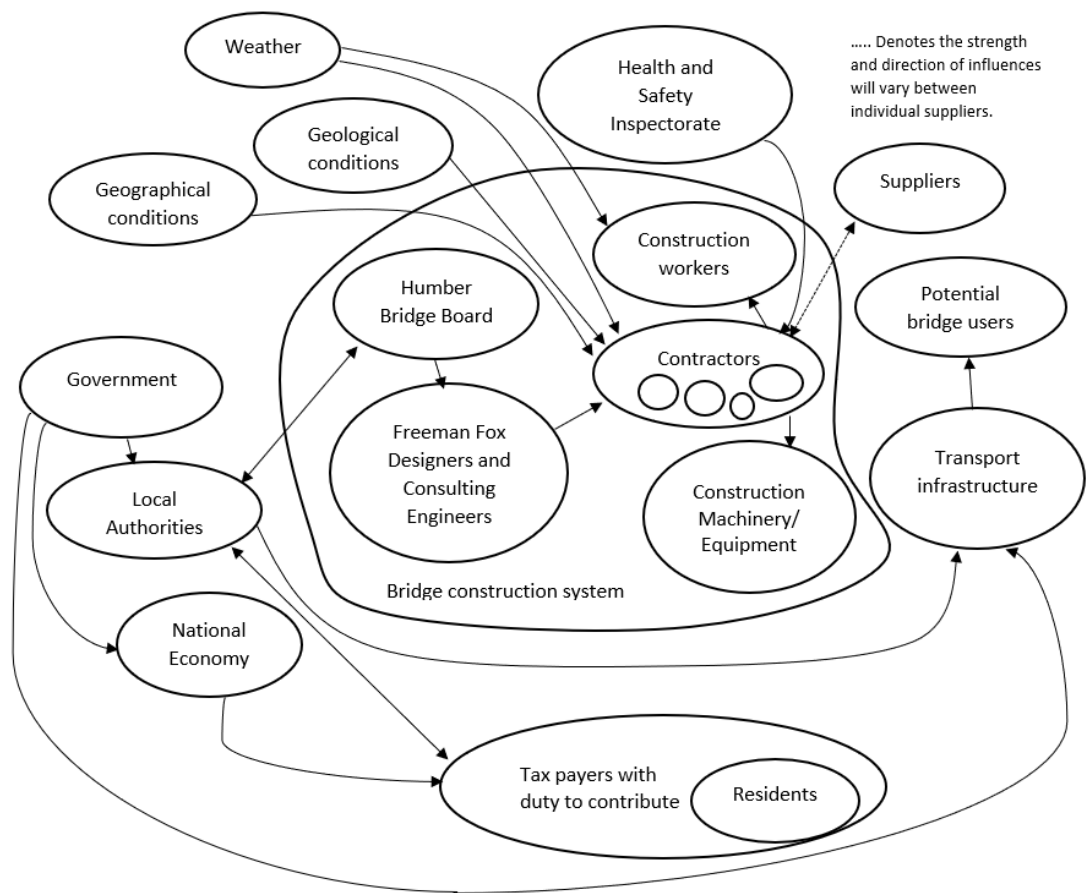 Weather
Health and
Safety
Inspectorate
….. Denotes the strength
and direction of influences
will vary between
individual suppliers.
Geological
conditions
Geographical
conditions
Suppliers
Construction
workers
Humber
Bridge Board
Potential
bridge users
Contractors
Government
Freeman Fox
Designers and
Consulting
Engineers
Transport
infrastructure
Local
Authorities
Construction
Machinery/
Equipment
Bridge construction system
National
Economy
Tax payers with
duty to contribute
Residents